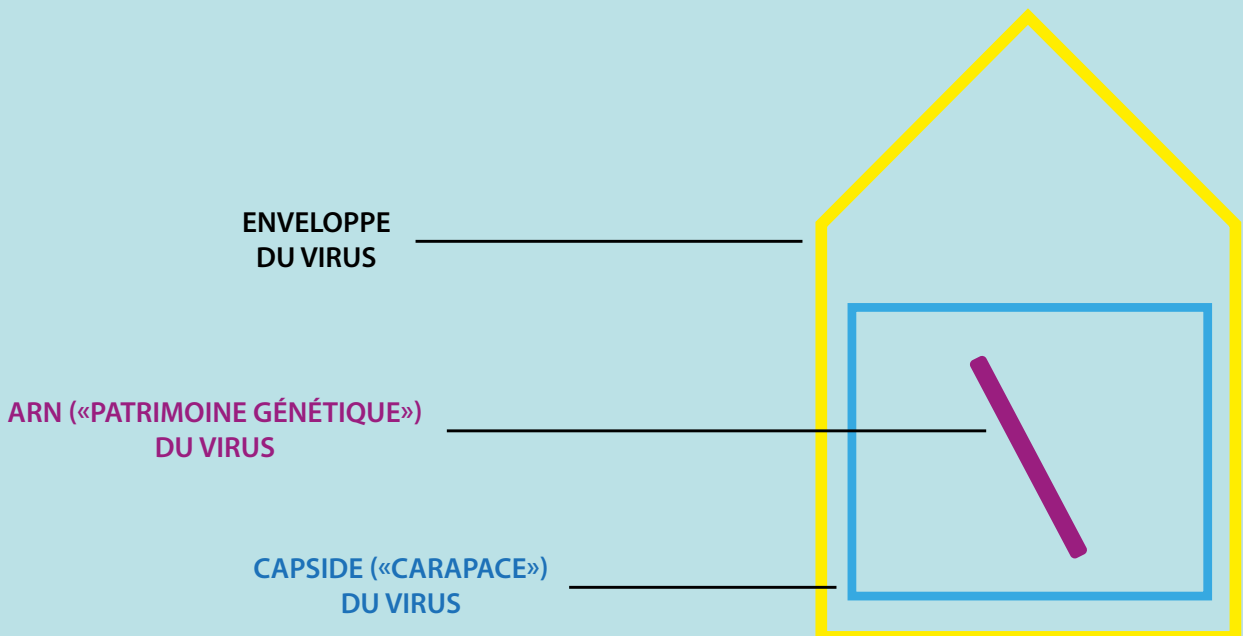 ENVELOPPE
DU VIRUS
ARN («PATRIMOINE GÉNÉTIQUE»)
DU VIRUS
CAPSIDE («CARAPACE»)
DU VIRUS